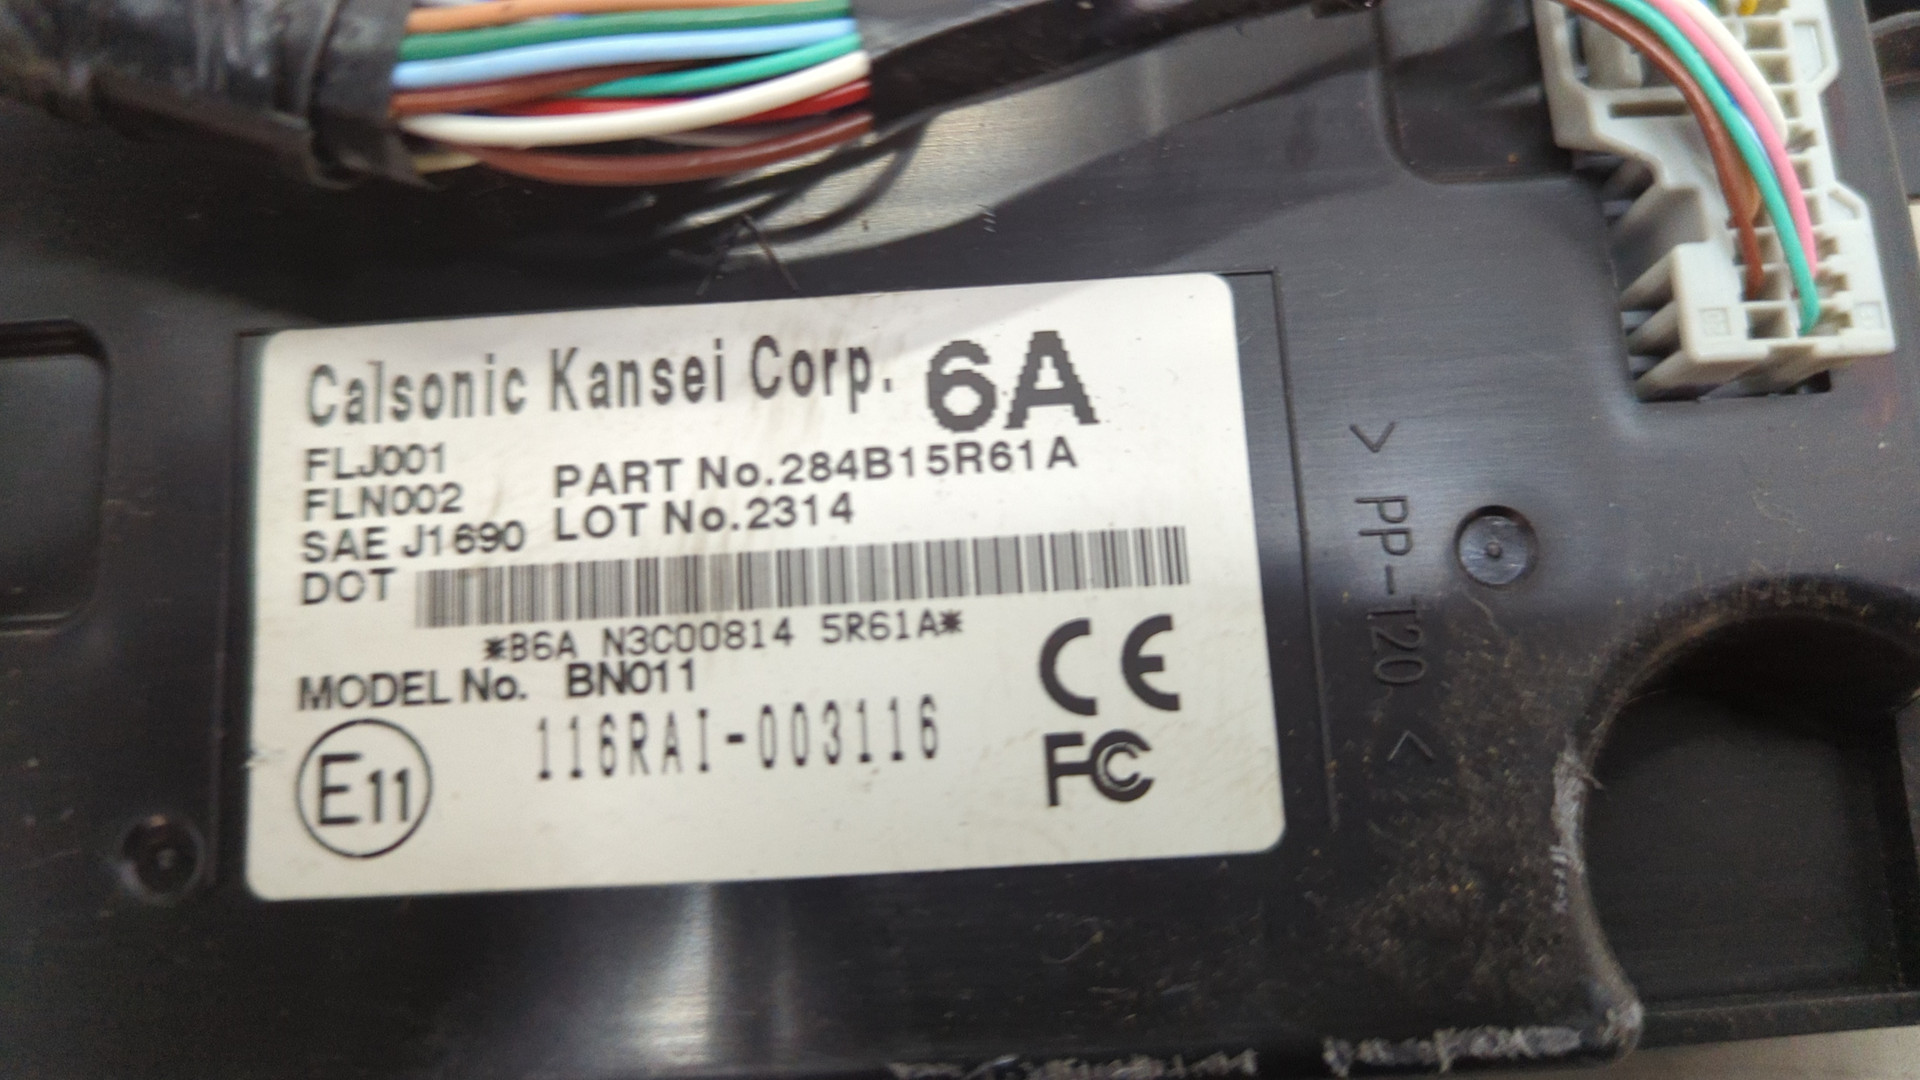 Calsonic Kansei Corp. 6A
FLJ001
FLN002
PART No.284B15R61A
SAE J1690
LOT No.2314
DOT
*B6A N3C00814 5R61A*
MODEL No. BN011
116RAI-003116
E11
CE
FC
>PP-T20<